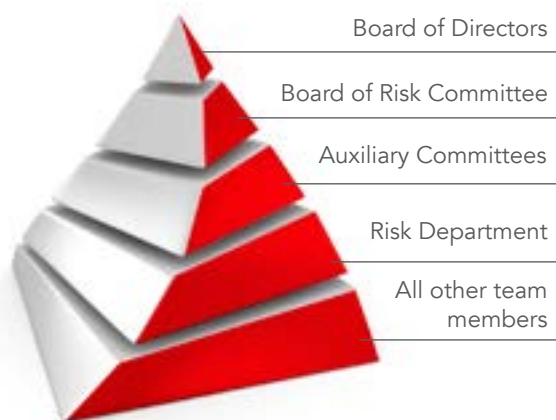 Board of Directors
Board of Risk Committee
Auxiliary Committees
Risk Department
All other team
members